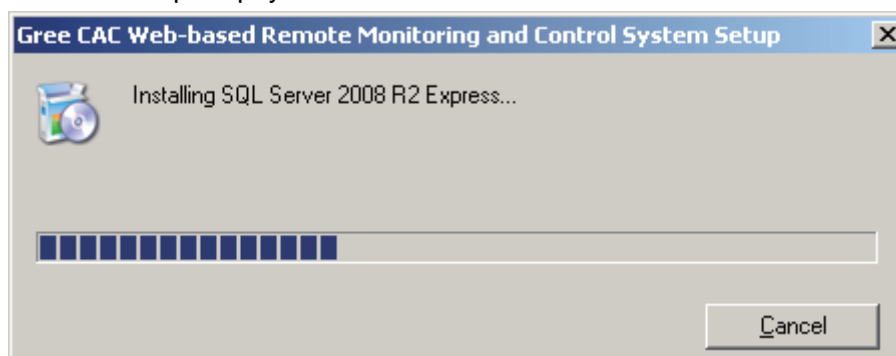 Gree CAC Web-based Remote Monitoring and Control System Setup
Installing SQL Server 2008 R2 Express...
Cancel